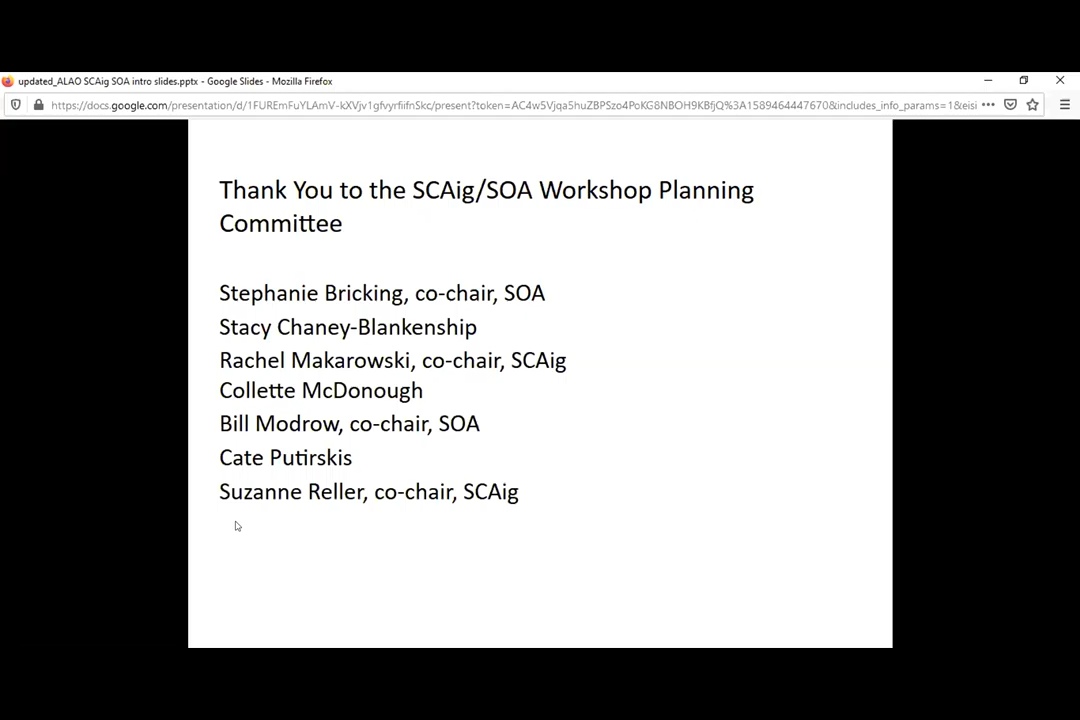 updated_ALAO SCAig SOA intro slides.pptx - Google Slides - Mozilla Firefox
Thank You to the SCAig/SOA Workshop Planning
Committee
Stephanie Bricking, co-chair, SOA
Stacy Chaney-Blankenship
Rachel Makarowski, co-chair, SCAig
Collette McDonough
Bill Modrow, co-chair, SOA
Cate Putirskis
Suzanne Reller, co-chair, SCAig